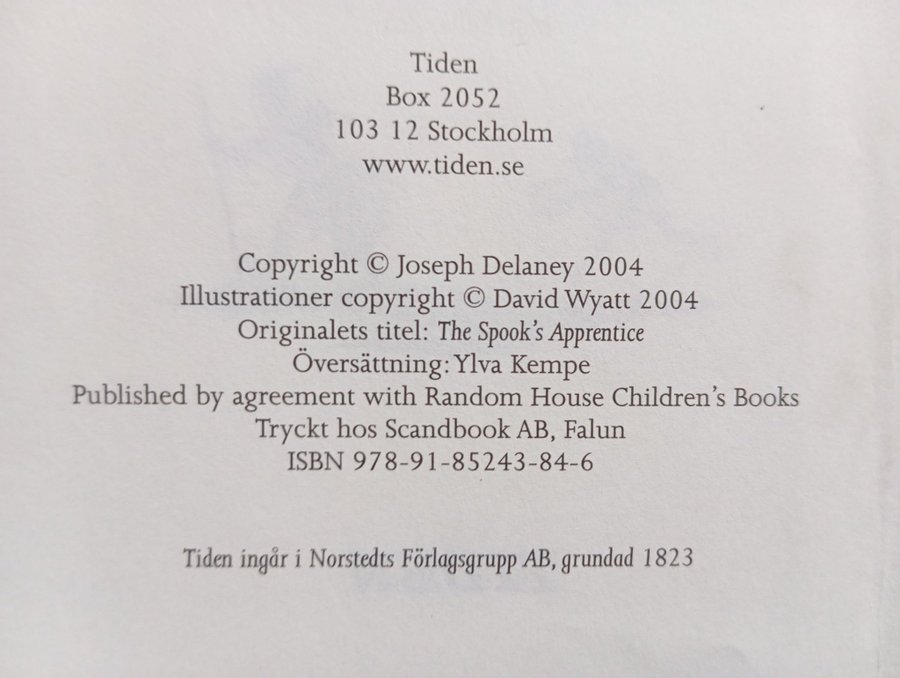 Tiden
Box 2052
103 12 Stockholm
www.tiden.se
Copyright © Joseph Delaney 2004
Illustrationer copyright © David Wyatt 2004
Originalets titel: The Spook’s Apprentice
Översättning: Ylva Kempe
Published by agreement with Random House Children’s Books
Tryckt hos Scandbook AB, Falun
ISBN 978-91-85243-84-6
Tiden ingår i Norstedts Förlagsgrupp AB, grundad 1823